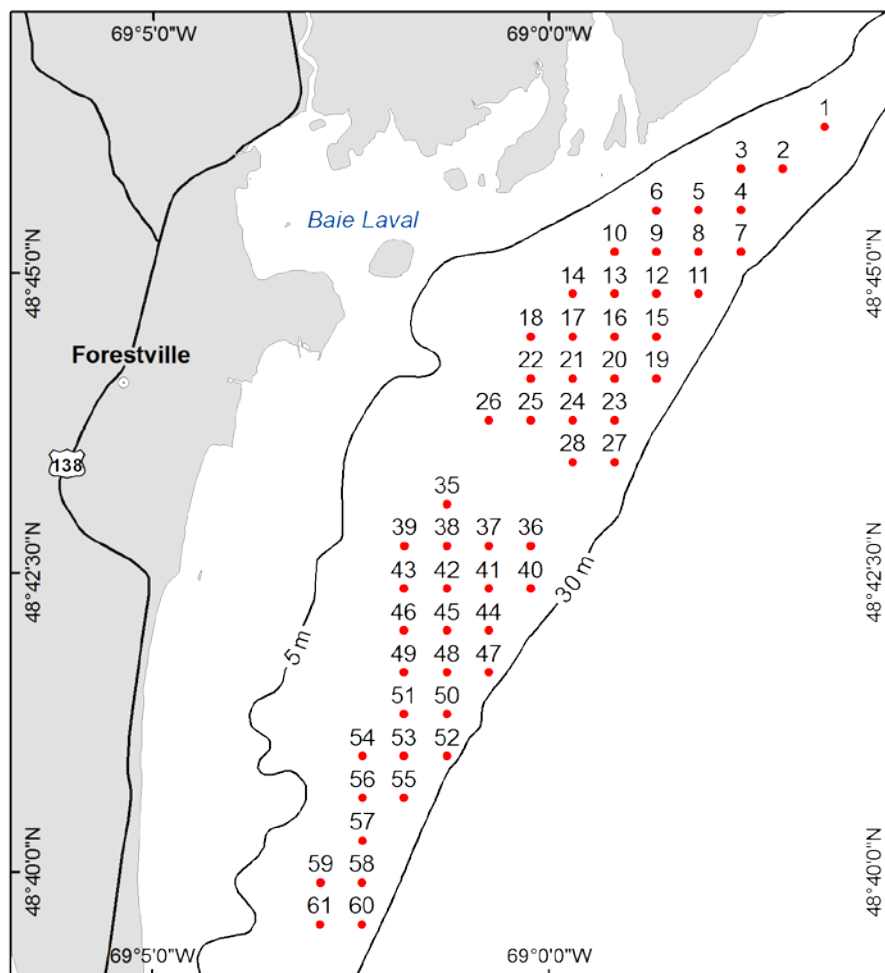 69°5'0"W 69°0'0"W
1
3 2
6 5 4
Baie Laval
10 9 8 7
48°45'0"N 48°45'0"N
14 13 12 11
18 17 16 15
Forestville
22 21 20 19
26 25 24 23
138
28 27
35
39 38 37 36
48°42'30"N 48°42'30"N
43 42 41 40
30 m
46 45 44
5 m
49 48 47
51 50
54 53 52
56 55
57
48°40'0"N 48°40'0"N
59 58
61 60
69°5'0"W 69°0'0"W